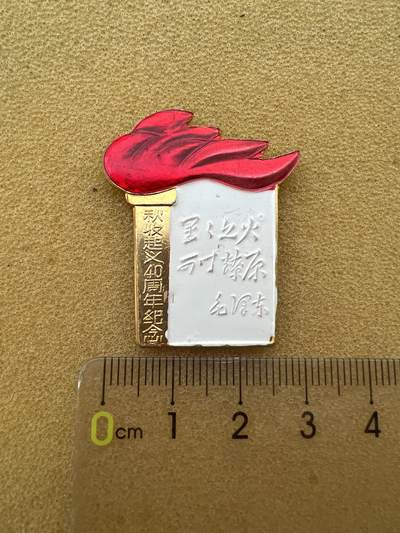 秋收起义40周年纪念
星星之火
可以燎原
毛泽东
0cm 1 2 3 4